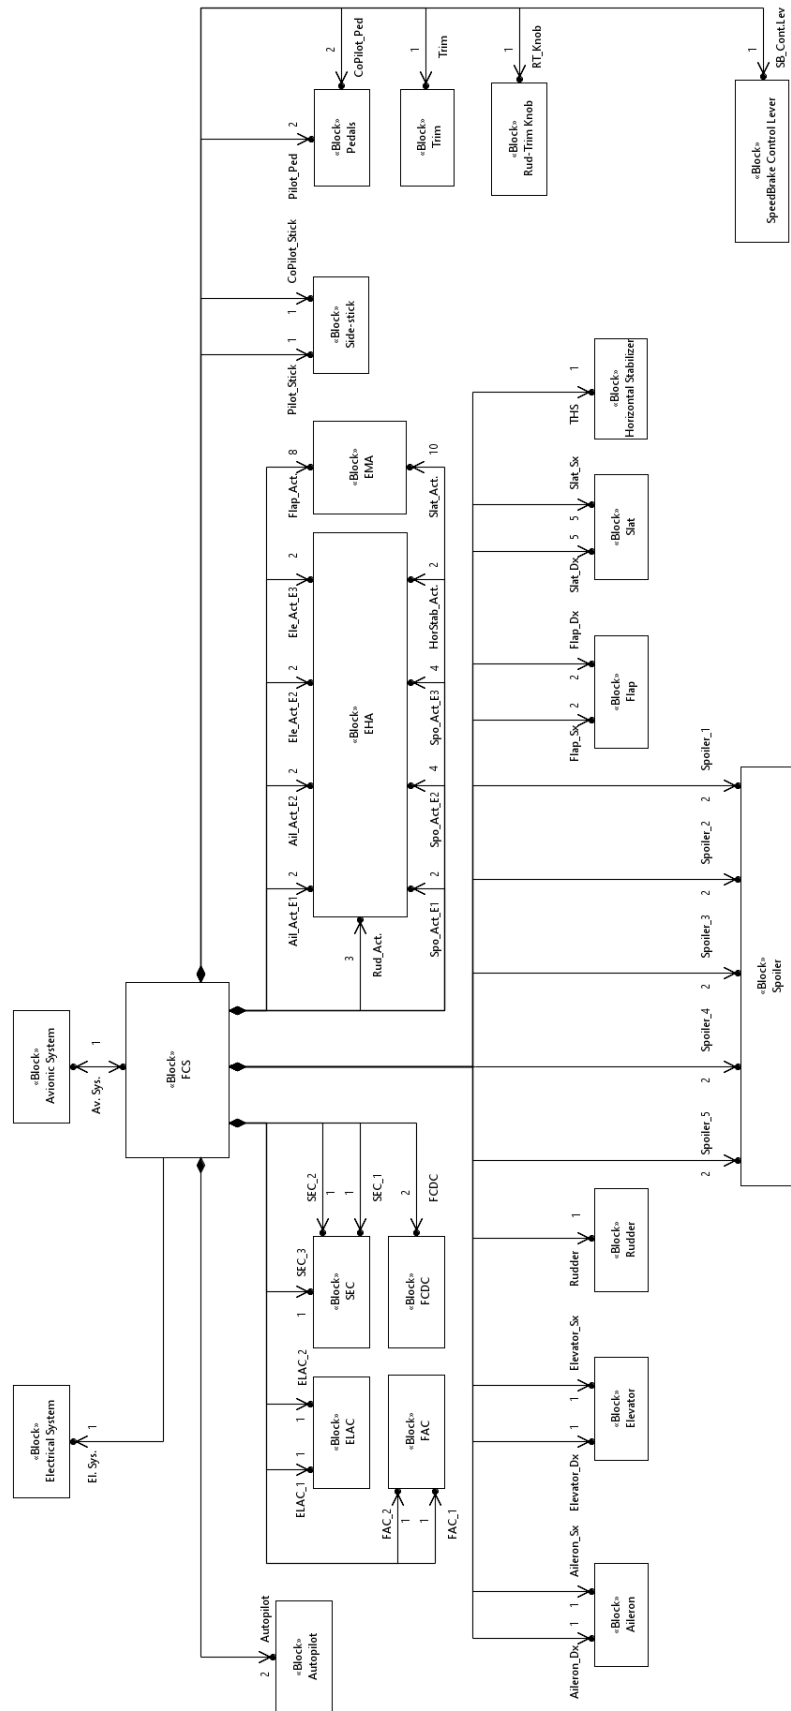 «Block»
Electrical System
«Block»
Avionic System
El. Sys.
1
Av. Sys.
1
«Block»
FCS
2
Autopilot
«Block»
Autopilot
ELAC_1
1
ELAC_2
1
1
SEC_3
SEC_2
1
1
SEC_1
2
FCDC
«Block»
ELAC
«Block»
SEC
FAC_2
1
1
FAC_1
«Block»
FAC
«Block»
FCDC
Ail_Act_E1
2
Ail_Act_E2
2
Ele_Act_E2
2
Ele_Act_E3
2
Flap_Act.
8
3
Rud_Act.
«Block»
EHA
«Block»
EMA
Spo_Act_E1
2
Spo_Act_E2
4
Spo_Act_E3
4
HorStab_Act.
2
Slat_Act.
10
Pilot_Stick
1
1
CoPilot_Stick
«Block»
Side-stick
Pilot_Ped
2
2
CoPilot_Ped
«Block»
Pedals
1
Trim
«Block»
Trim
1
RT_Knob
«Block»
Rud-Trim Knob
1
SB_Cont.Lev
«Block»
SpeedBrake Control Lever
Aileron_Dx
1
1
Aileron_Sx
«Block»
Aileron
Elevator_Dx
1
1
Elevator_Sx
«Block»
Elevator
Rudder
1
«Block»
Rudder
Flap_Sx
2
2
Flap_Dx
«Block»
Flap
Slat_Dx
5
5
Slat_Sx
«Block»
Slat
THS
1
«Block»
Horizontal Stabilizer
2
Spoiler_5
2
Spoiler_4
2
Spoiler_3
2
Spoiler_2
2
Spoiler_1
«Block»
Spoiler